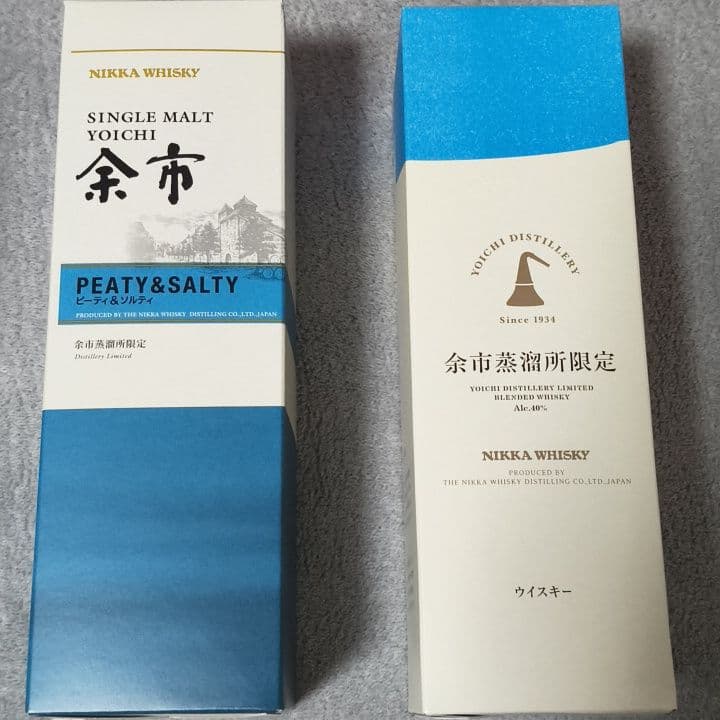 NIKKA WHISKY
SINGLE MALT
YOICHI
余市
PEATY&SALTY
ピーティ&ソルティ
PRODUCED BY THE NIKKA WHISKY DISTILLING CO.,LTD.,JAPAN
余市蒸溜所限定
Distillery Limited
YOICHI DISTILLERY
Since 1934
余市蒸溜所限定
YOICHI DISTILLERY LIMITED
BLENDED WHISKY
Alc.40%
NIKKA WHISKY
PRODUCED BY
THE NIKKA WHISKY DISTILLING CO.,LTD.,JAPAN
ウイスキー